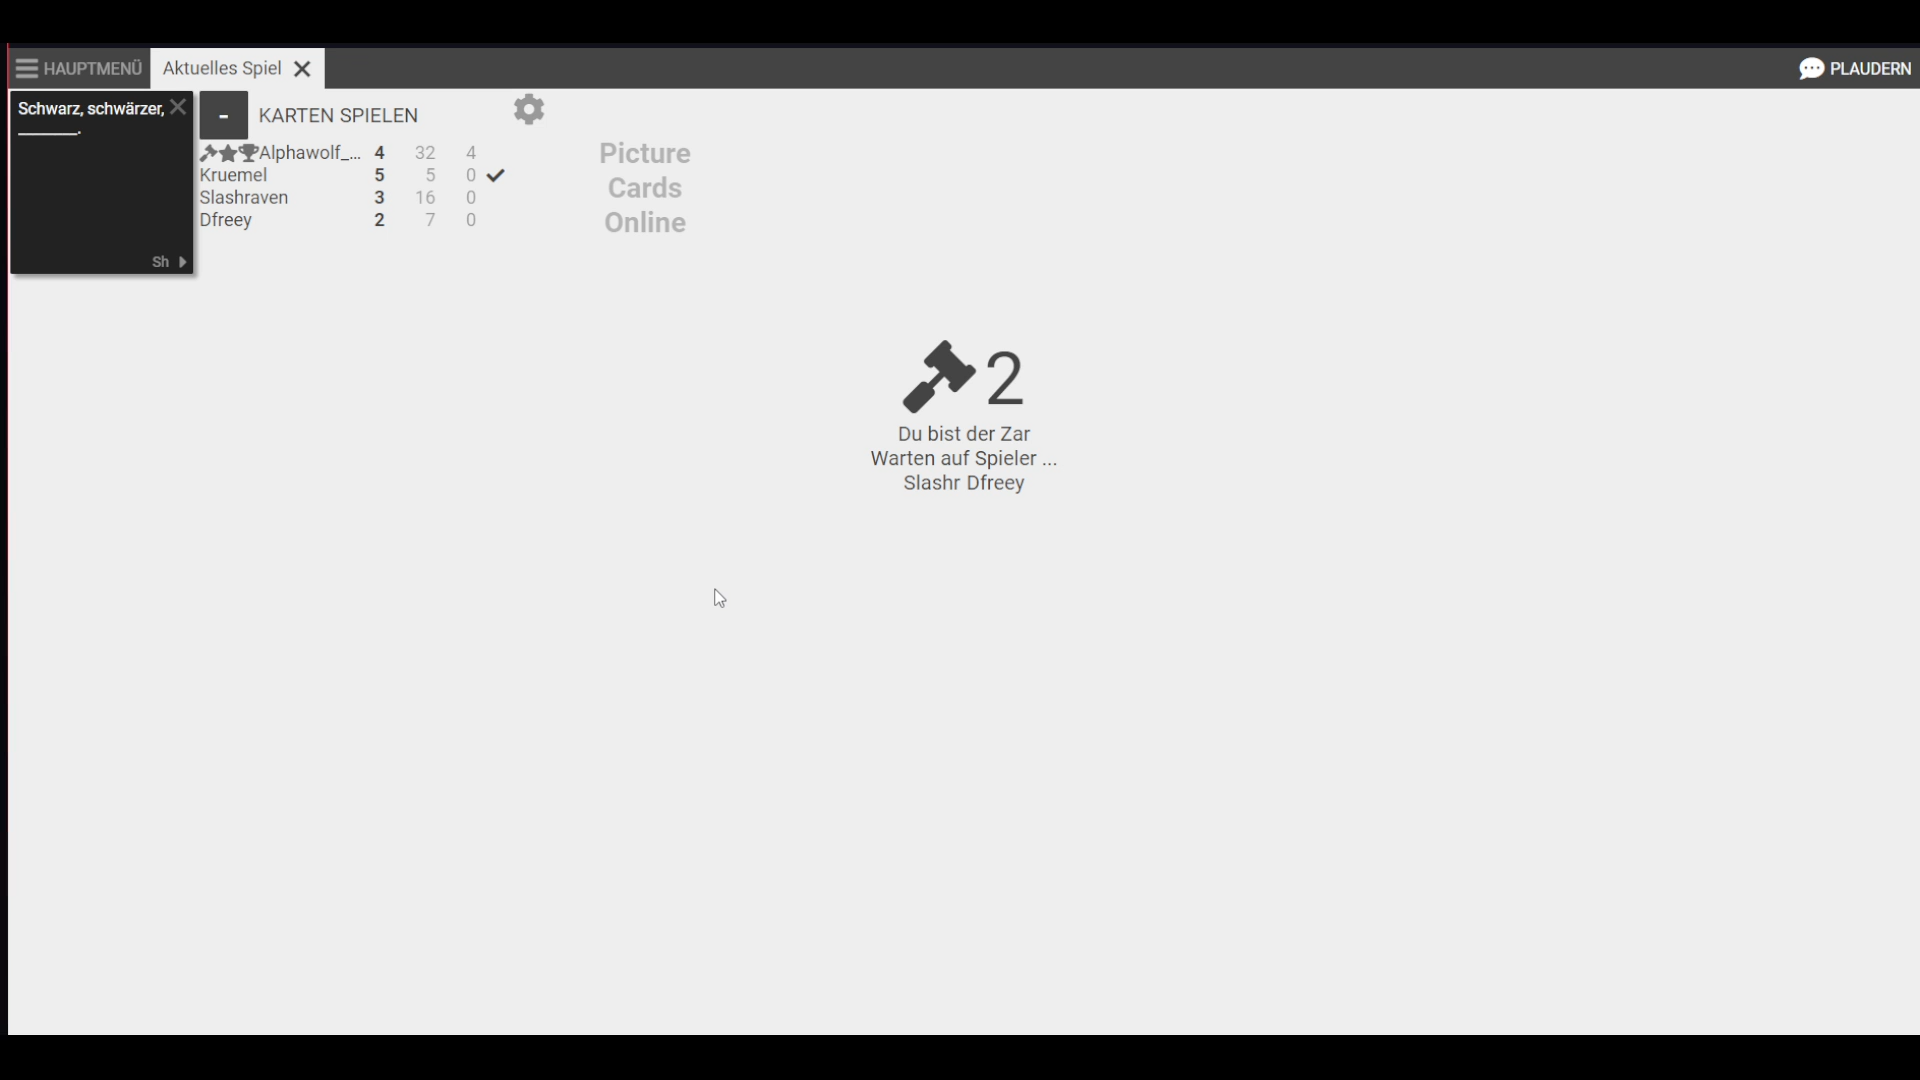 HAUPTMENÜ
Aktuelles Spiel
PLAUDERN
Schwarz, schwärzer,
_______.
Sh
-
KARTEN SPIELEN
Alphawolf_... 4 32 4
Kruemel 5 5 0
Slashraven 3 16 0
Dfreey 2 7 0
Picture
Cards
Online
2
Du bist der Zar
Warten auf Spieler ...
Slashr Dfreey